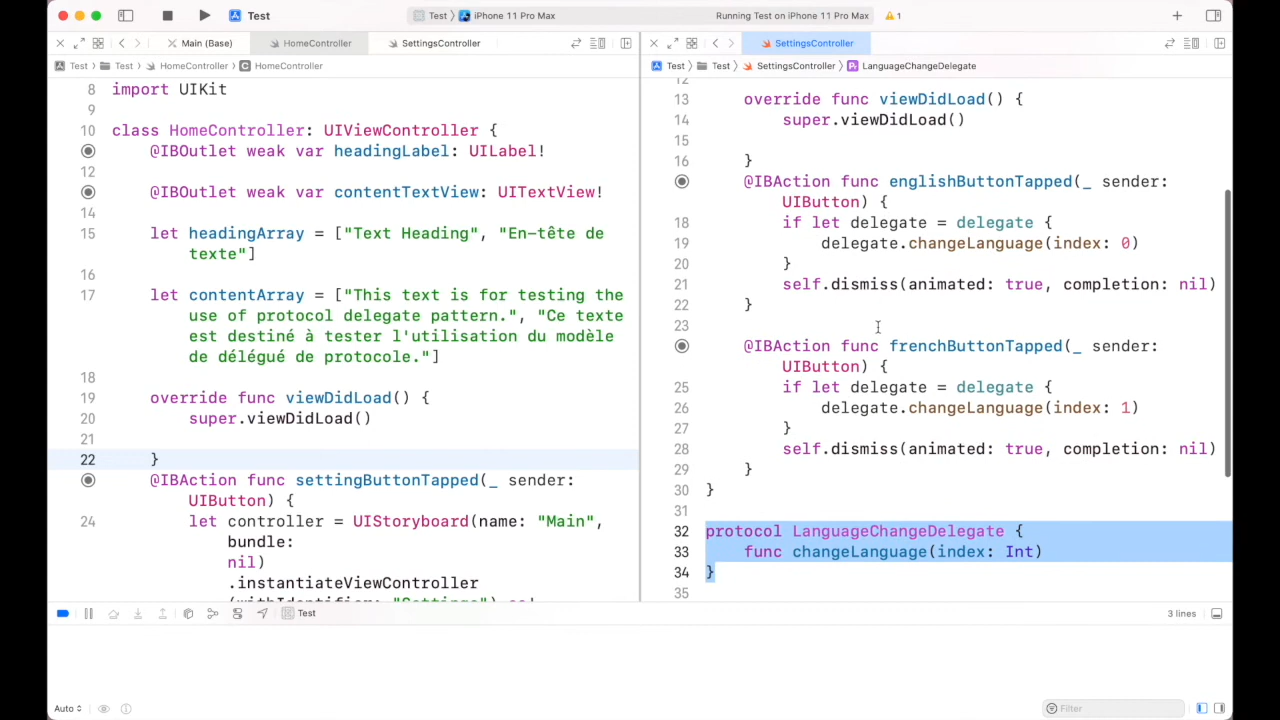 Test
Test 〉 iPhone 11 Pro Max
Running Test on iPhone 11 Pro Max
1
Main (Base)
HomeController
SettingsController
Test 〉 Test 〉 HomeController 〉 C HomeController
8 import UIKit
9
10 class HomeController: UIViewController {
@IBOutlet weak var headingLabel: UILabel!
12
@IBOutlet weak var contentTextView: UITextView!
14
15 let headingArray = ["Text Heading", "En-tête de
texte"]
16
17 let contentArray = ["This text is for testing the
use of protocol delegate pattern.", "Ce texte
est destiné à tester l'utilisation du modèle
de délégué de protocole."]
18
19 override func viewDidLoad() {
20 super.viewDidLoad()
21
22 }
@IBAction func settingButtonTapped(_ sender:
UIButton) {
24 let controller = UIStoryboard(name: "Main",
bundle:
nil)
.instantiateViewController
(withIdentifier: "Settings") as!
SettingsController
Test 〉 Test 〉 SettingsController 〉 LanguageChangeDelegate
12
13 override func viewDidLoad() {
14 super.viewDidLoad()
15
16 }
@IBAction func englishButtonTapped(_ sender:
UIButton) {
18 if let delegate = delegate {
19 delegate.changeLanguage(index: 0)
20 }
21 self.dismiss(animated: true, completion: nil)
22 }
23
@IBAction func frenchButtonTapped(_ sender:
UIButton) {
25 if let delegate = delegate {
26 delegate.changeLanguage(index: 1)
27 }
28 self.dismiss(animated: true, completion: nil)
29 }
30 }
31
32 protocol LanguageChangeDelegate {
33 func changeLanguage(index: Int)
34 }
35
Test
3 lines
Auto
Filter